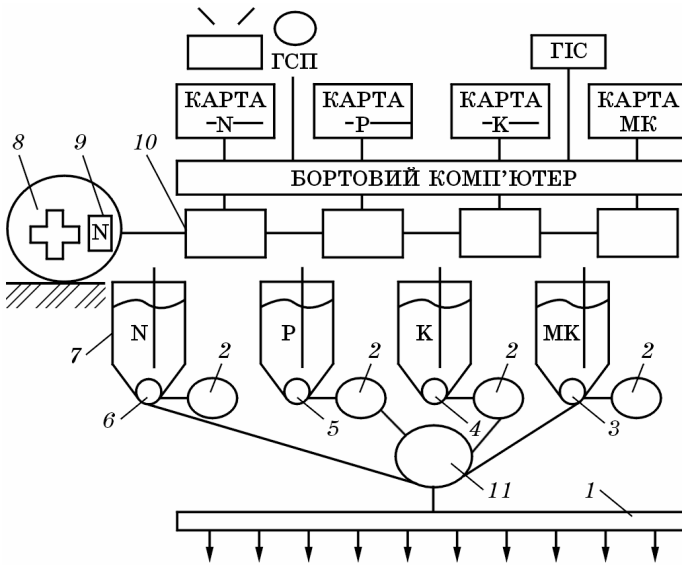 ГСП
ГІС
КАРТА
-N-
КАРТА
-P-
КАРТА
-K-
КАРТА
МК
БОРТОВИЙ КОМП'ЮТЕР
8
9
10
N
N
P
K
МК
7
2
2
2
2
6
5
4
3
11
1